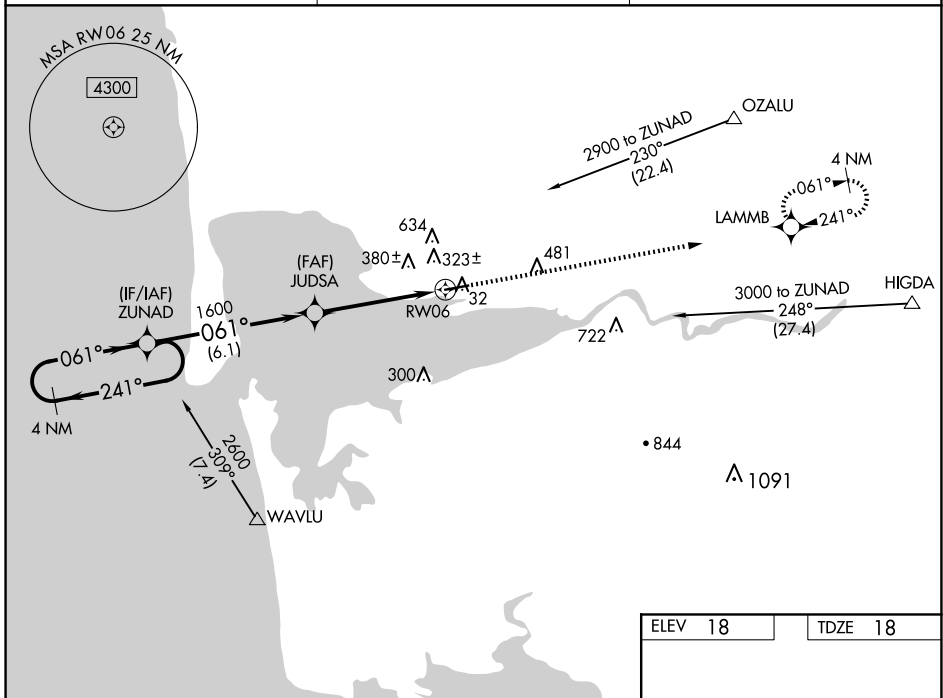 MSA RW06 25 NM
4300
OZALU
2900 to ZUNAD
230°
(22.4)
4 NM
061°
241°
LAMMB
634
380±
323±
481
(FAF)
JUDSA
32
RW06
HIGDA
3000 to ZUNAD
248°
(27.4)
(IF/IAF)
ZUNAD
1600
061°
(6.1)
722
061°
241°
4 NM
300
2600
309°
(7.4)
WAVLU
844
1091
ELEV 18
TDZE 18